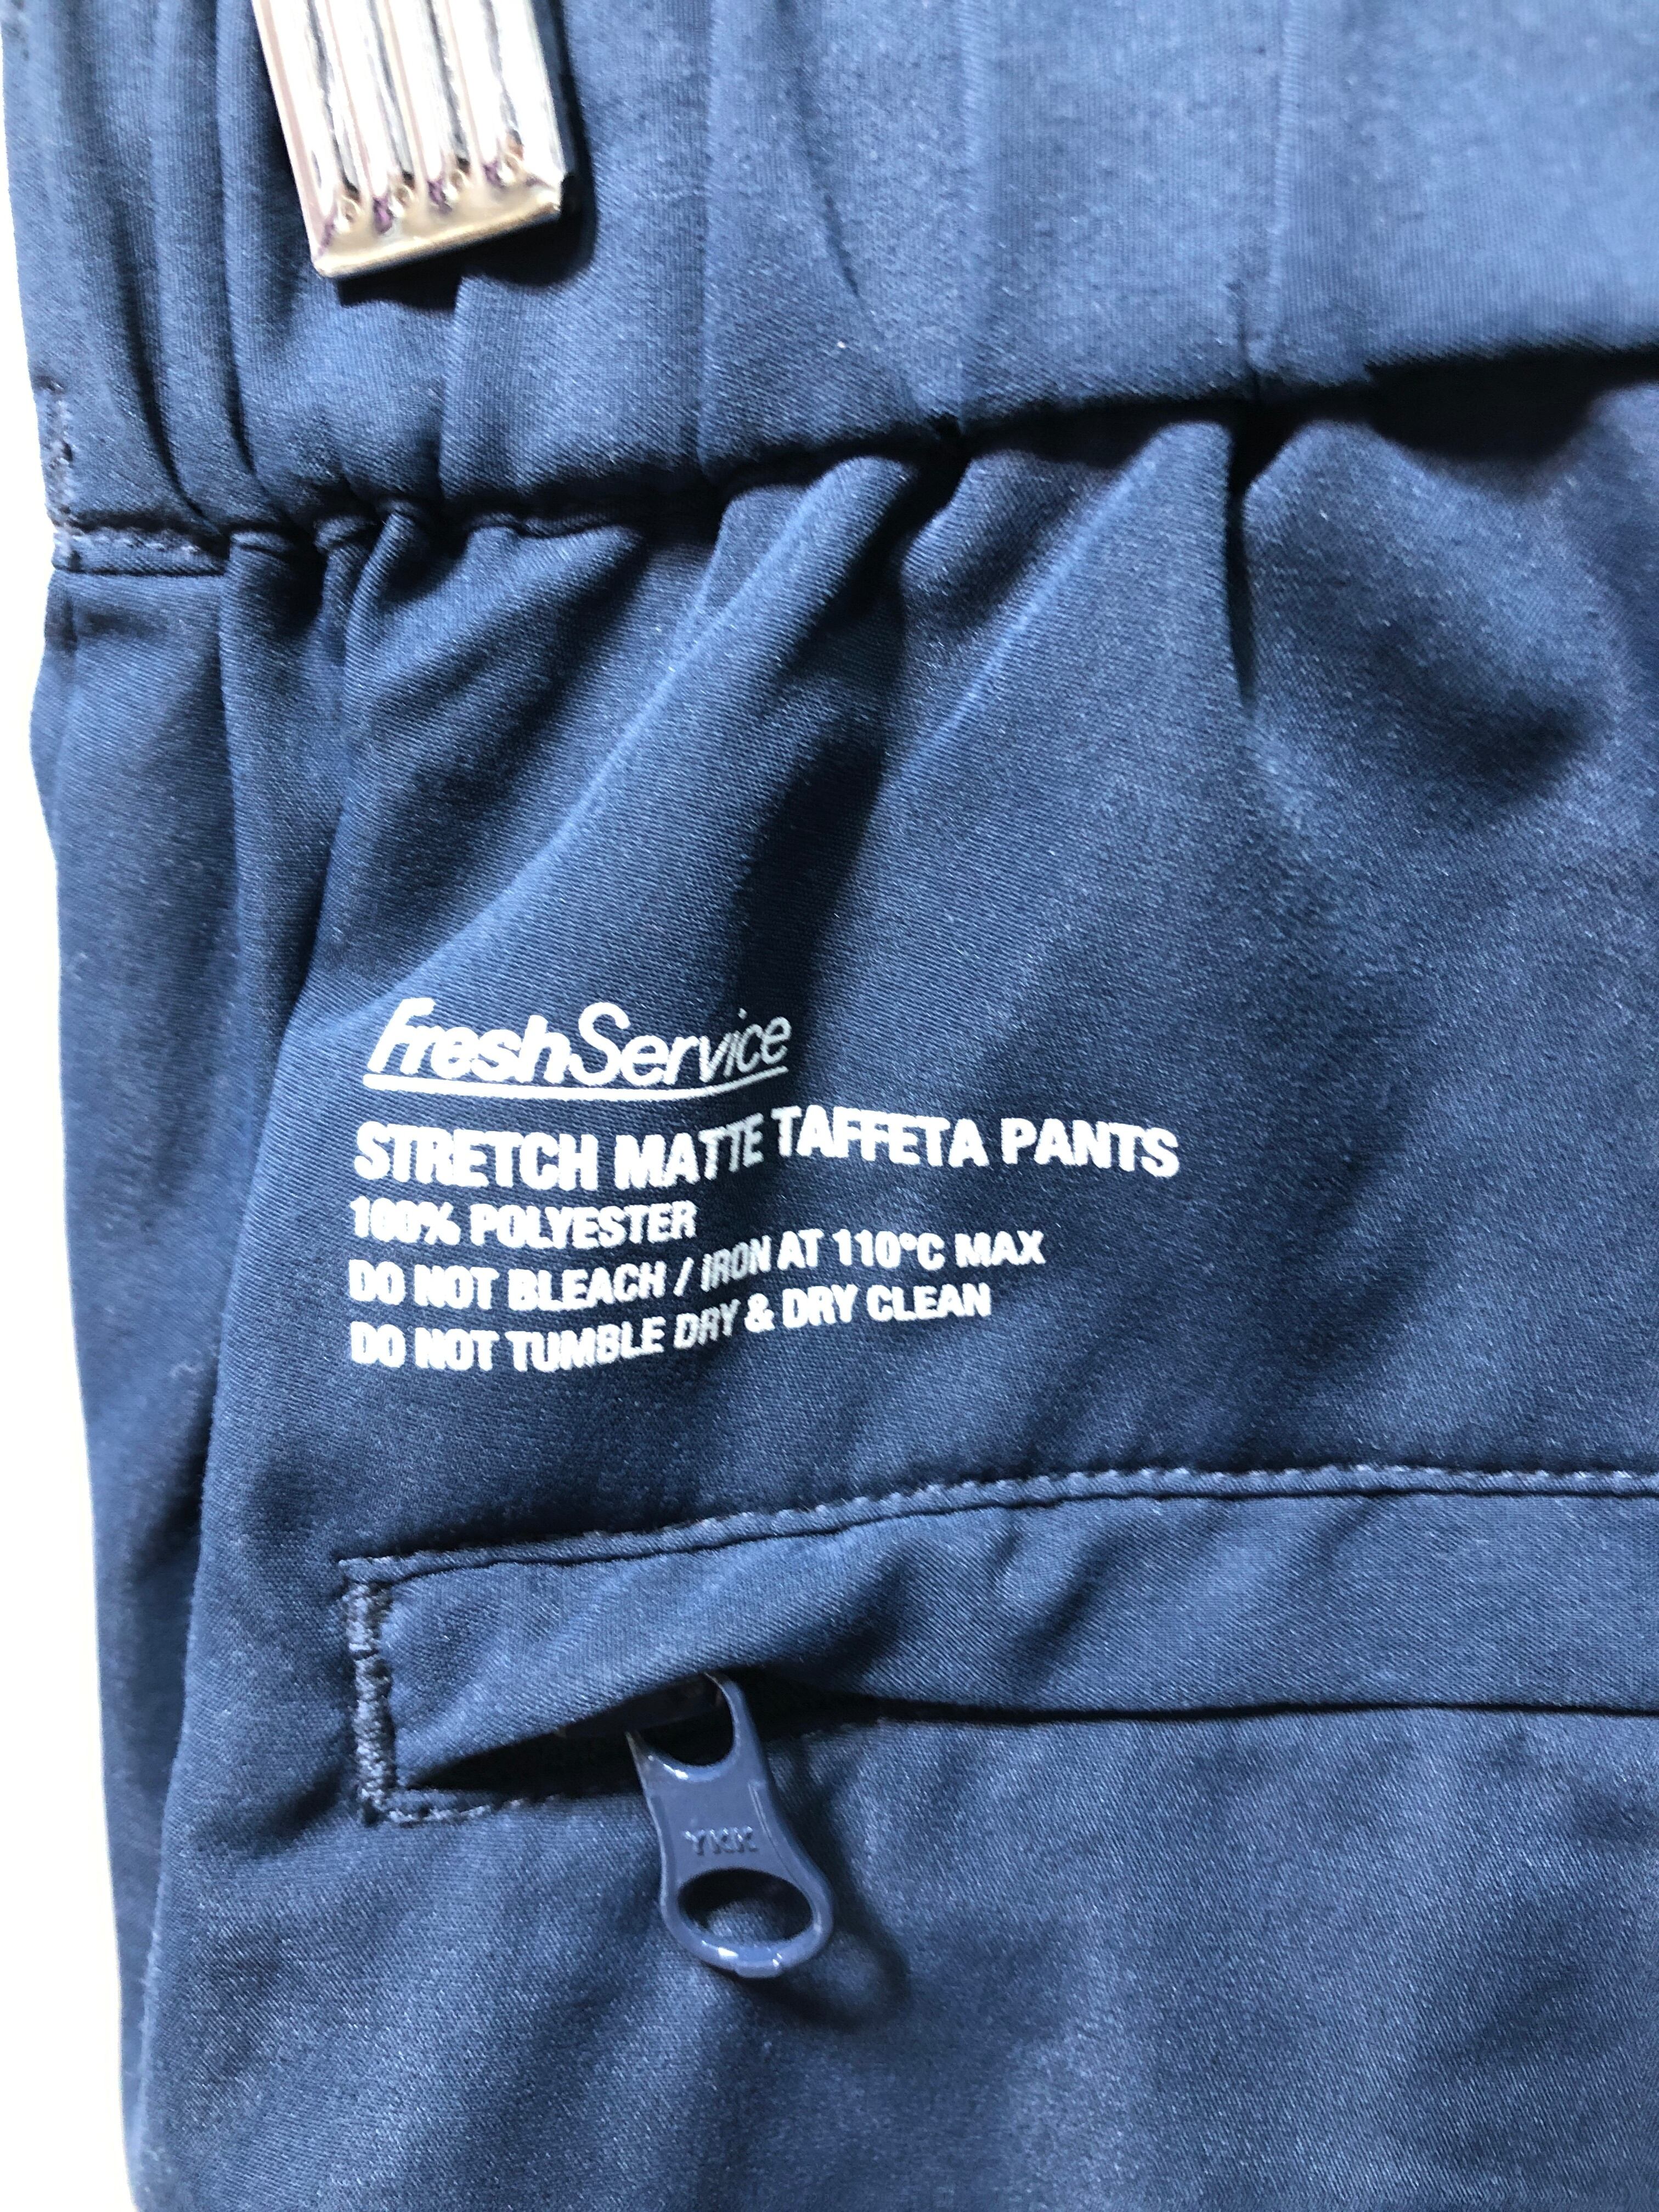 FreshService
STRETCH MATTE TAFFETA PANTS
100% POLYESTER
DO NOT BLEACH / IRON AT 110°C MAX
DO NOT TUMBLE DRY & DRY CLEAN
YKK